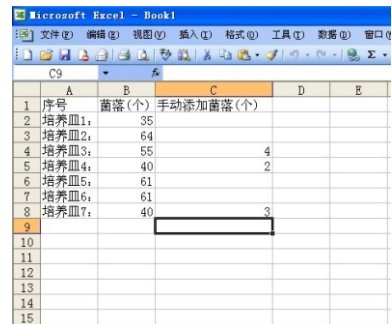 Microsoft Excel - Book1
文件(F) 编辑(E) 视图(V) 插入(I) 格式(O) 工具(T) 数据(D) 窗口
C9 fx
A B C D E
1 序号 菌落(个) 手动添加菌落(个)
2 培养皿1: 35
3 培养皿2: 64
4 培养皿3: 55 4
5 培养皿4: 40 2
6 培养皿5: 61
7 培养皿6: 61
8 培养皿7: 40 3
9
10
11
12
13
14
15